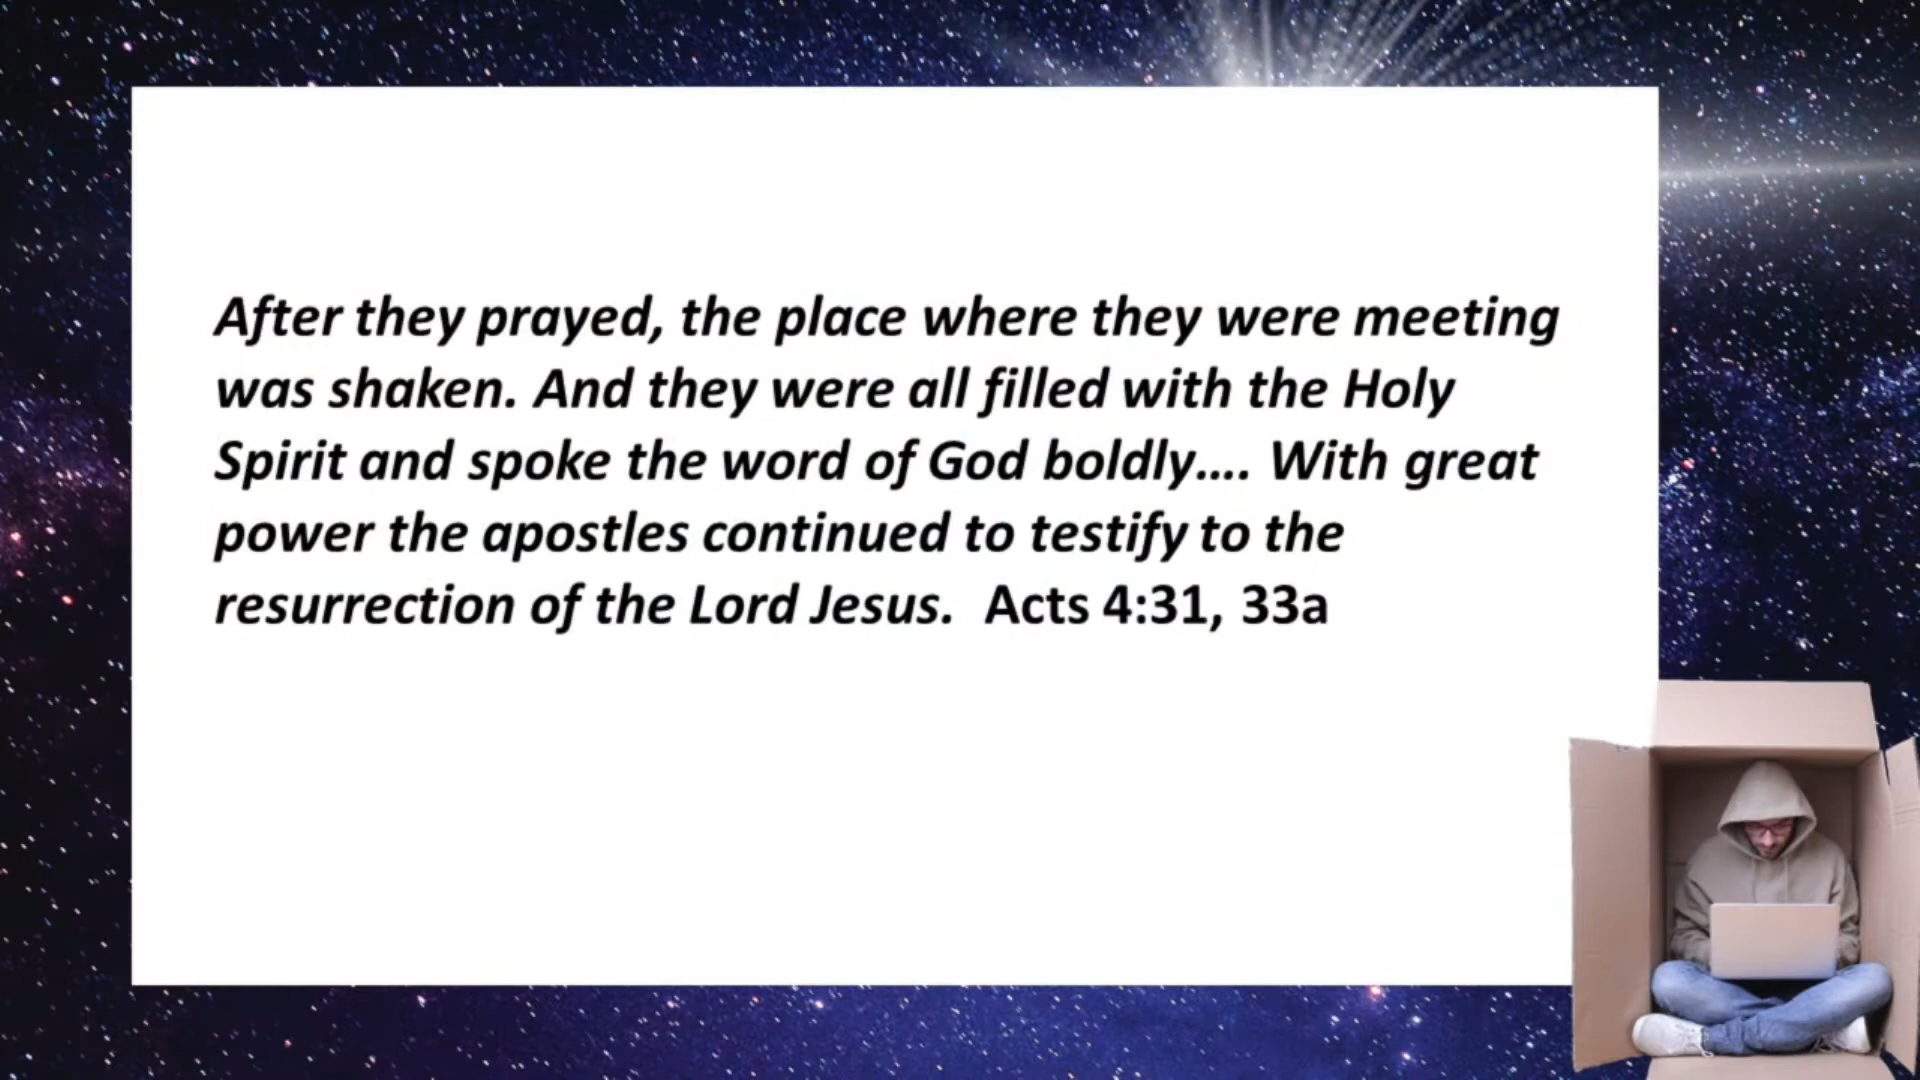 After they prayed, the place where they were meeting
was shaken. And they were all filled with the Holy
Spirit and spoke the word of God boldly.... With great
power the apostles continued to testify to the
resurrection of the Lord Jesus.  Acts 4:31, 33a